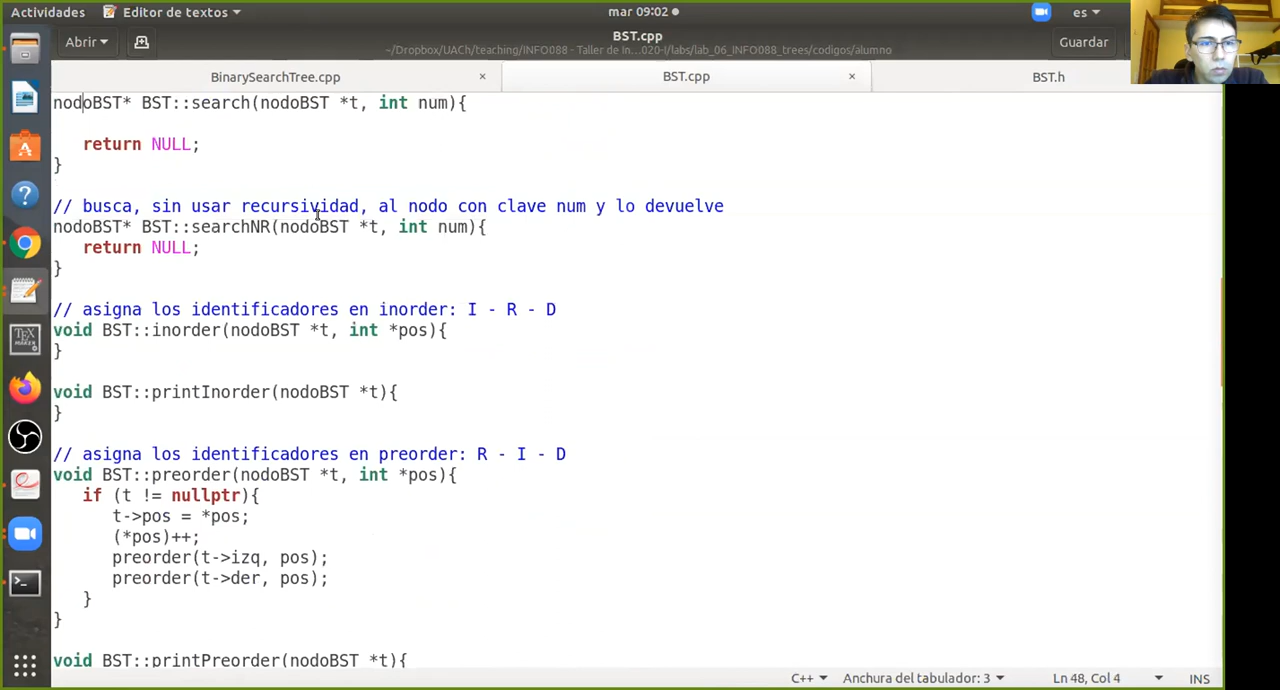 Actividades
Editor de textos
mar 09:02
es
Abrir
BST.cpp
~/Dropbox/UACh/teaching/INFO088 - Taller de In…020-I/labs/lab_06_INFO088_trees/codigos/alumno
Guardar
BinarySearchTree.cpp ×
BST.cpp ×
BST.h
nodoBST* BST::search(nodoBST *t, int num){
return NULL;
}
// busca, sin usar recursividad, al nodo con clave num y lo devuelve
nodoBST* BST::searchNR(nodoBST *t, int num){
return NULL;
}
// asigna los identificadores en inorder: I - R - D
void BST::inorder(nodoBST *t, int *pos){
}
void BST::printInorder(nodoBST *t){
}
// asigna los identificadores en preorder: R - I - D
void BST::preorder(nodoBST *t, int *pos){
if (t != nullptr){
t->pos = *pos;
(*pos)++;
preorder(t->izq, pos);
preorder(t->der, pos);
}
}
void BST::printPreorder(nodoBST *t){
C++
Anchura del tabulador: 3
Ln 48, Col 4
INS